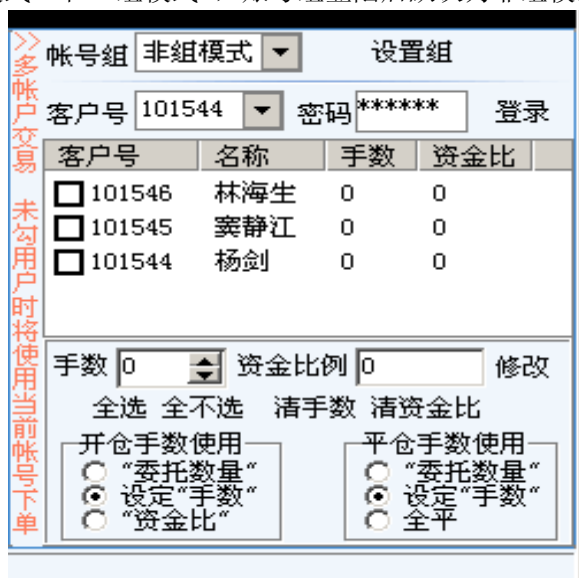 >>多帐户交易 未勾用户时将使用当前帐号下单
帐号组 非组模式 设置组
客户号 101544 密码 ****** 登录
客户号 名称 手数 资金比
101546 林海生 0 0
101545 窦静江 0 0
101544 杨剑 0 0
手数 0 资金比例 0 修改
全选 全不选 清手数 清资金比
开仓手数使用 平仓手数使用
“委托数量“ “委托数量“
设定“手数“ 设定“手数“
“资金比“ 全平